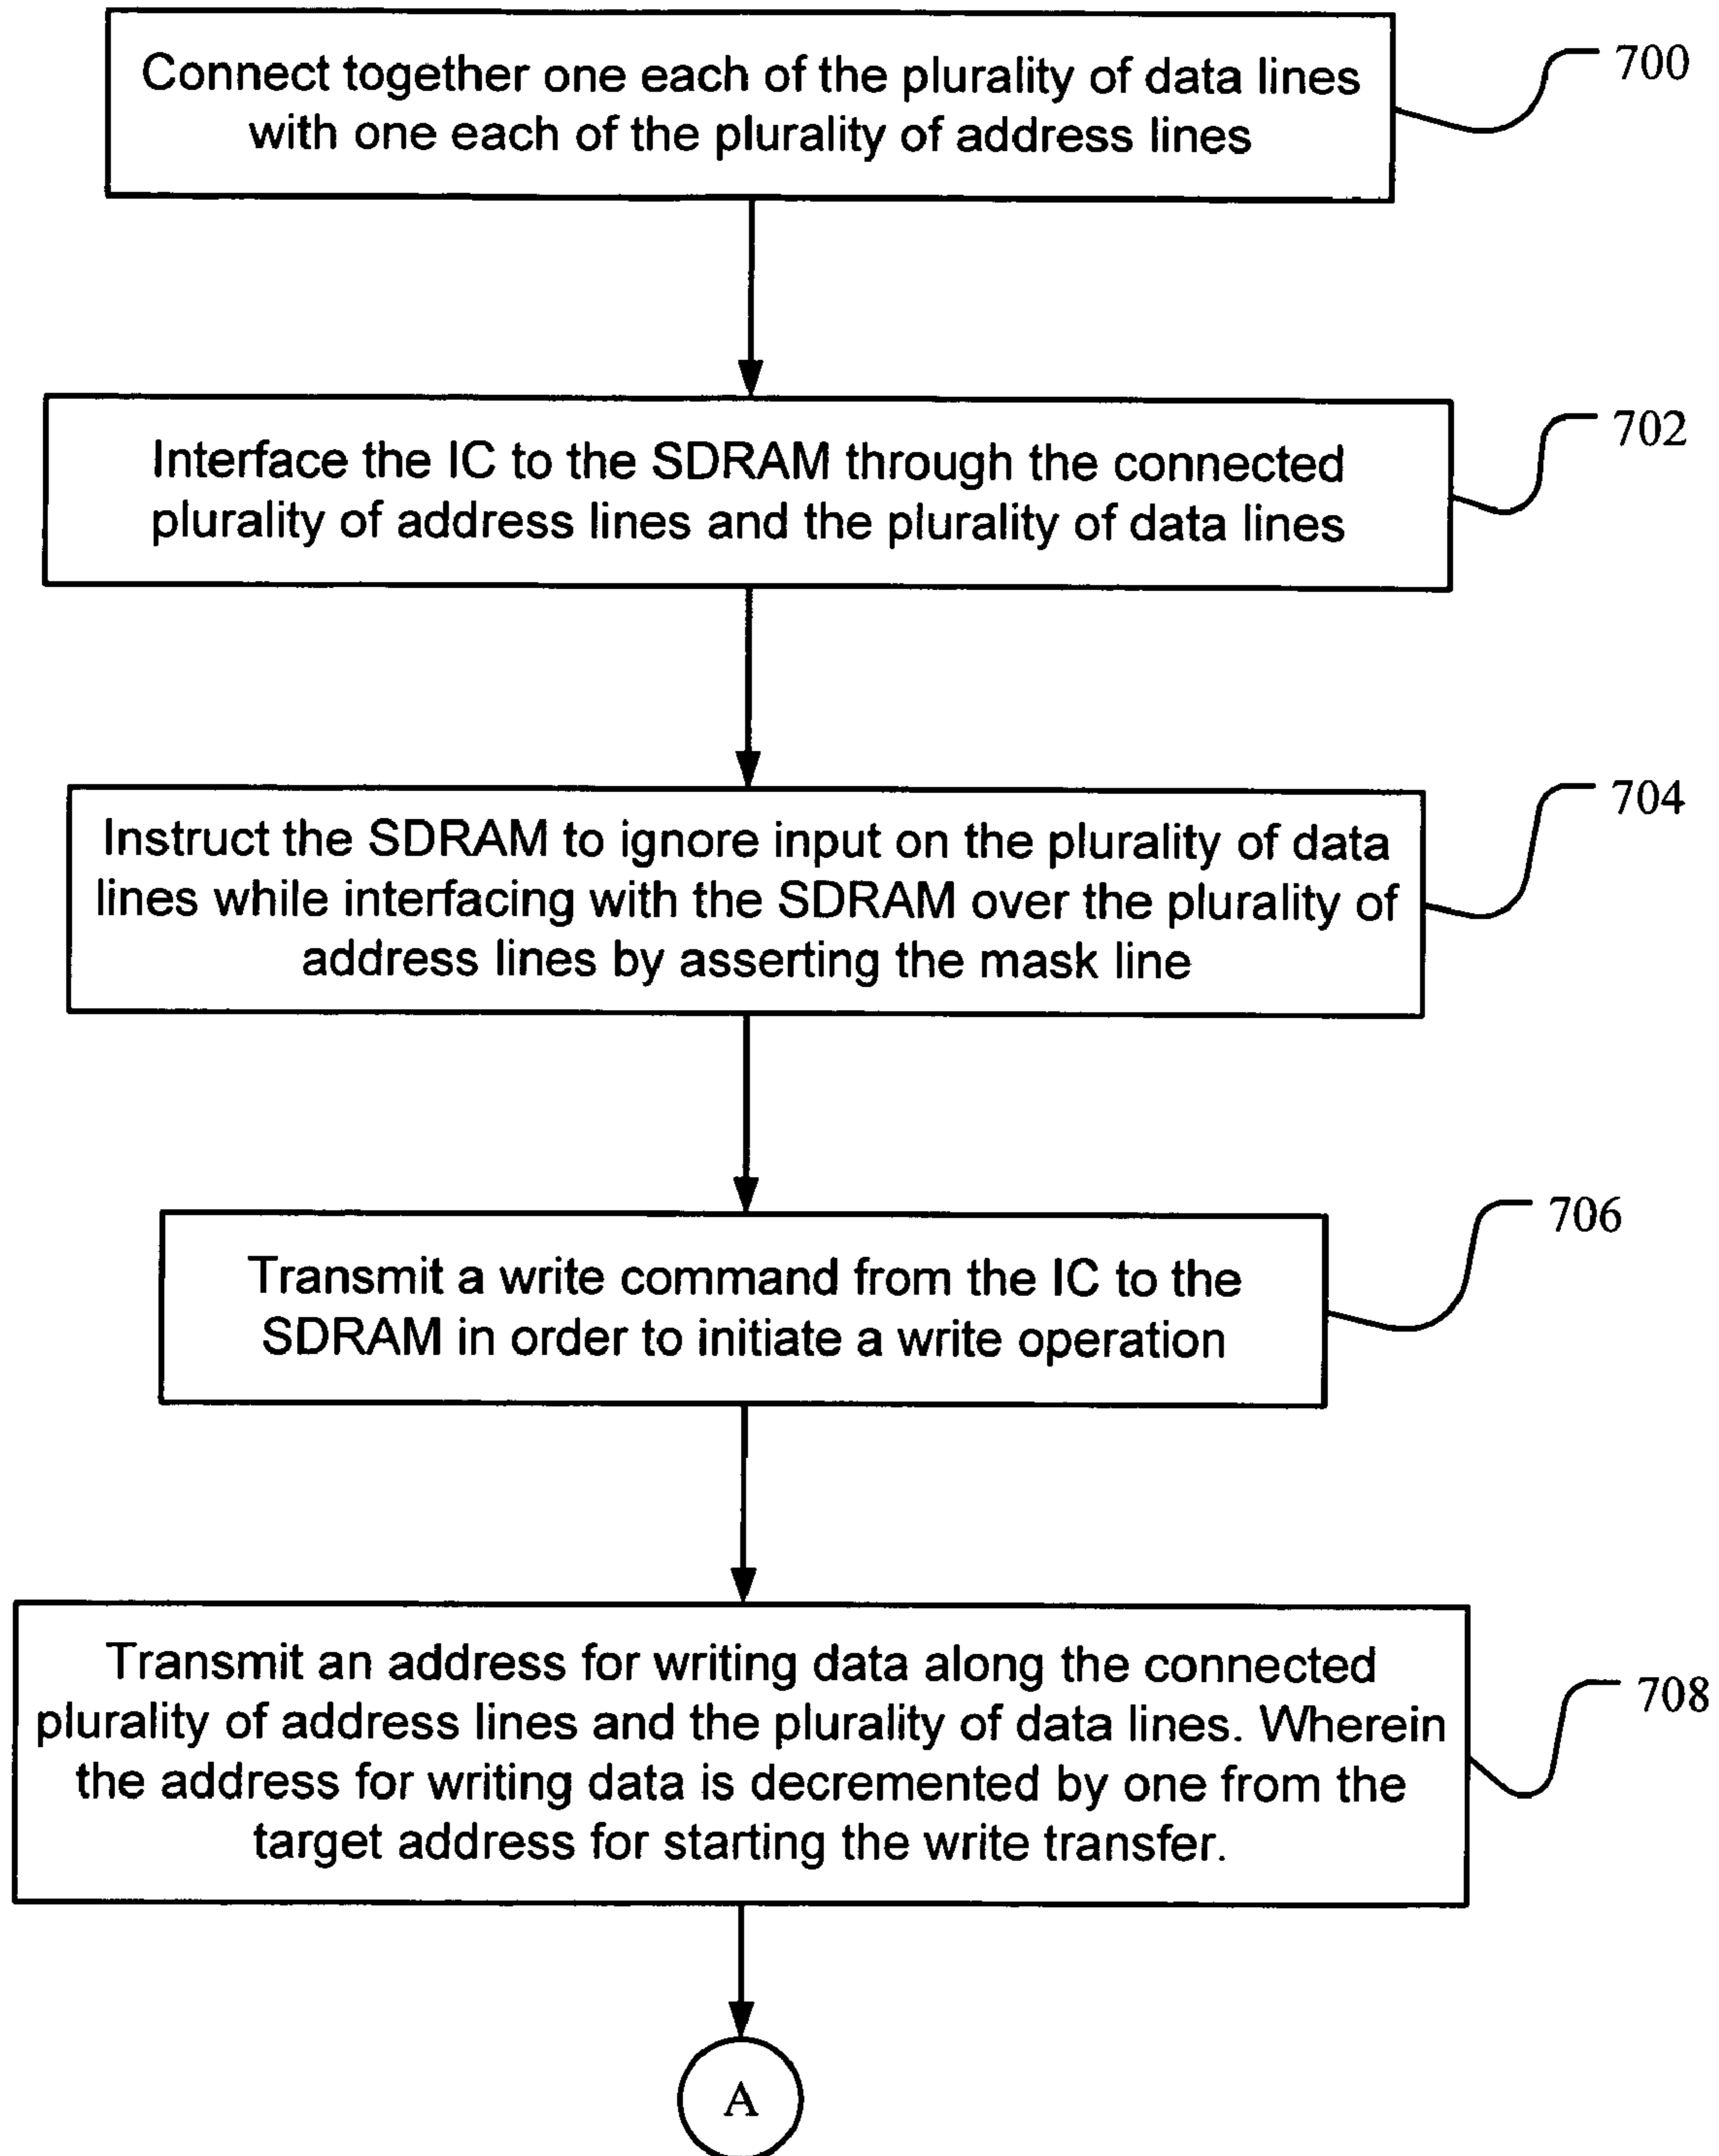 Connect together one each of the plurality of data lines
with one each of the plurality of address lines
700
Interface the IC to the SDRAM through the connected
plurality of address lines and the plurality of data lines
702
Instruct the SDRAM to ignore input on the plurality of data
lines while interfacing with the SDRAM over the plurality of
address lines by asserting the mask line
704
Transmit a write command from the IC to the
SDRAM in order to initiate a write operation
706
Transmit an address for writing data along the connected
plurality of address lines and the plurality of data lines. Wherein
the address for writing data is decremented by one from the
target address for starting the write transfer.
708
A